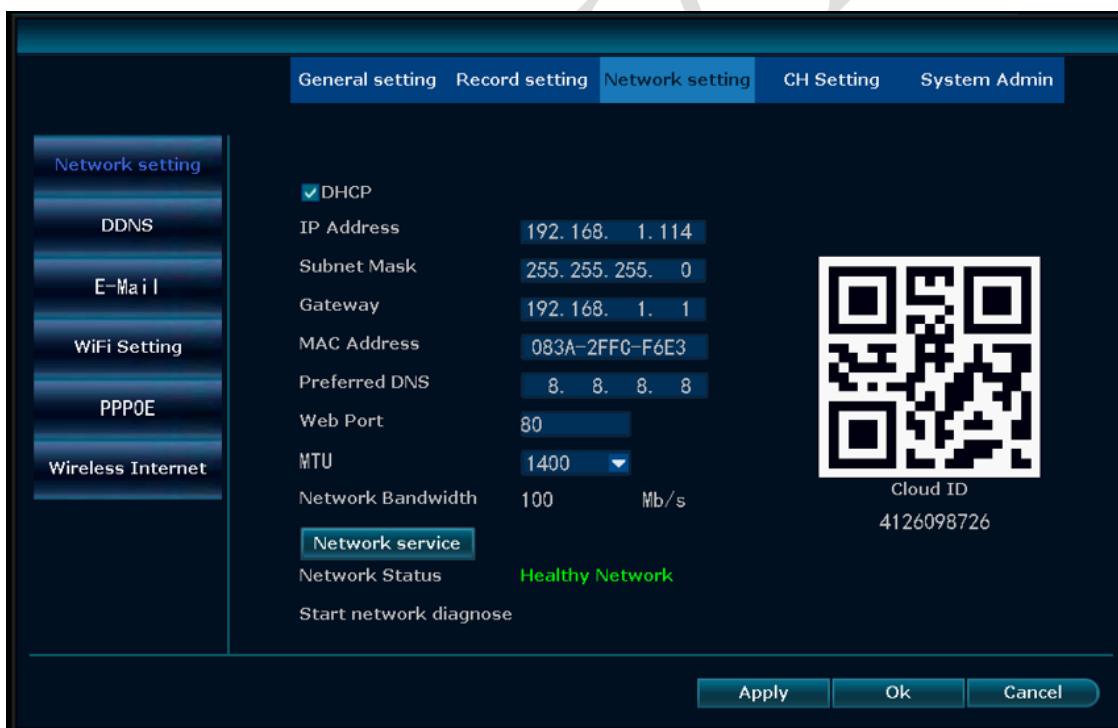 General setting Record setting Network setting CH Setting System Admin
Network setting
DDNS
E-Mail
WiFi Setting
PPPOE
Wireless Internet
DHCP
IP Address 192.168. 1.114
Subnet Mask 255.255.255. 0
Gateway 192.168. 1. 1
MAC Address 083A-2FFC-F6E3
Preferred DNS 8. 8. 8. 8
Web Port 80
MTU 1400
Network Bandwidth 100 Mb/s
Network service
Network Status Healthy Network
Start network diagnose
Cloud ID
4126098726
Apply Ok Cancel